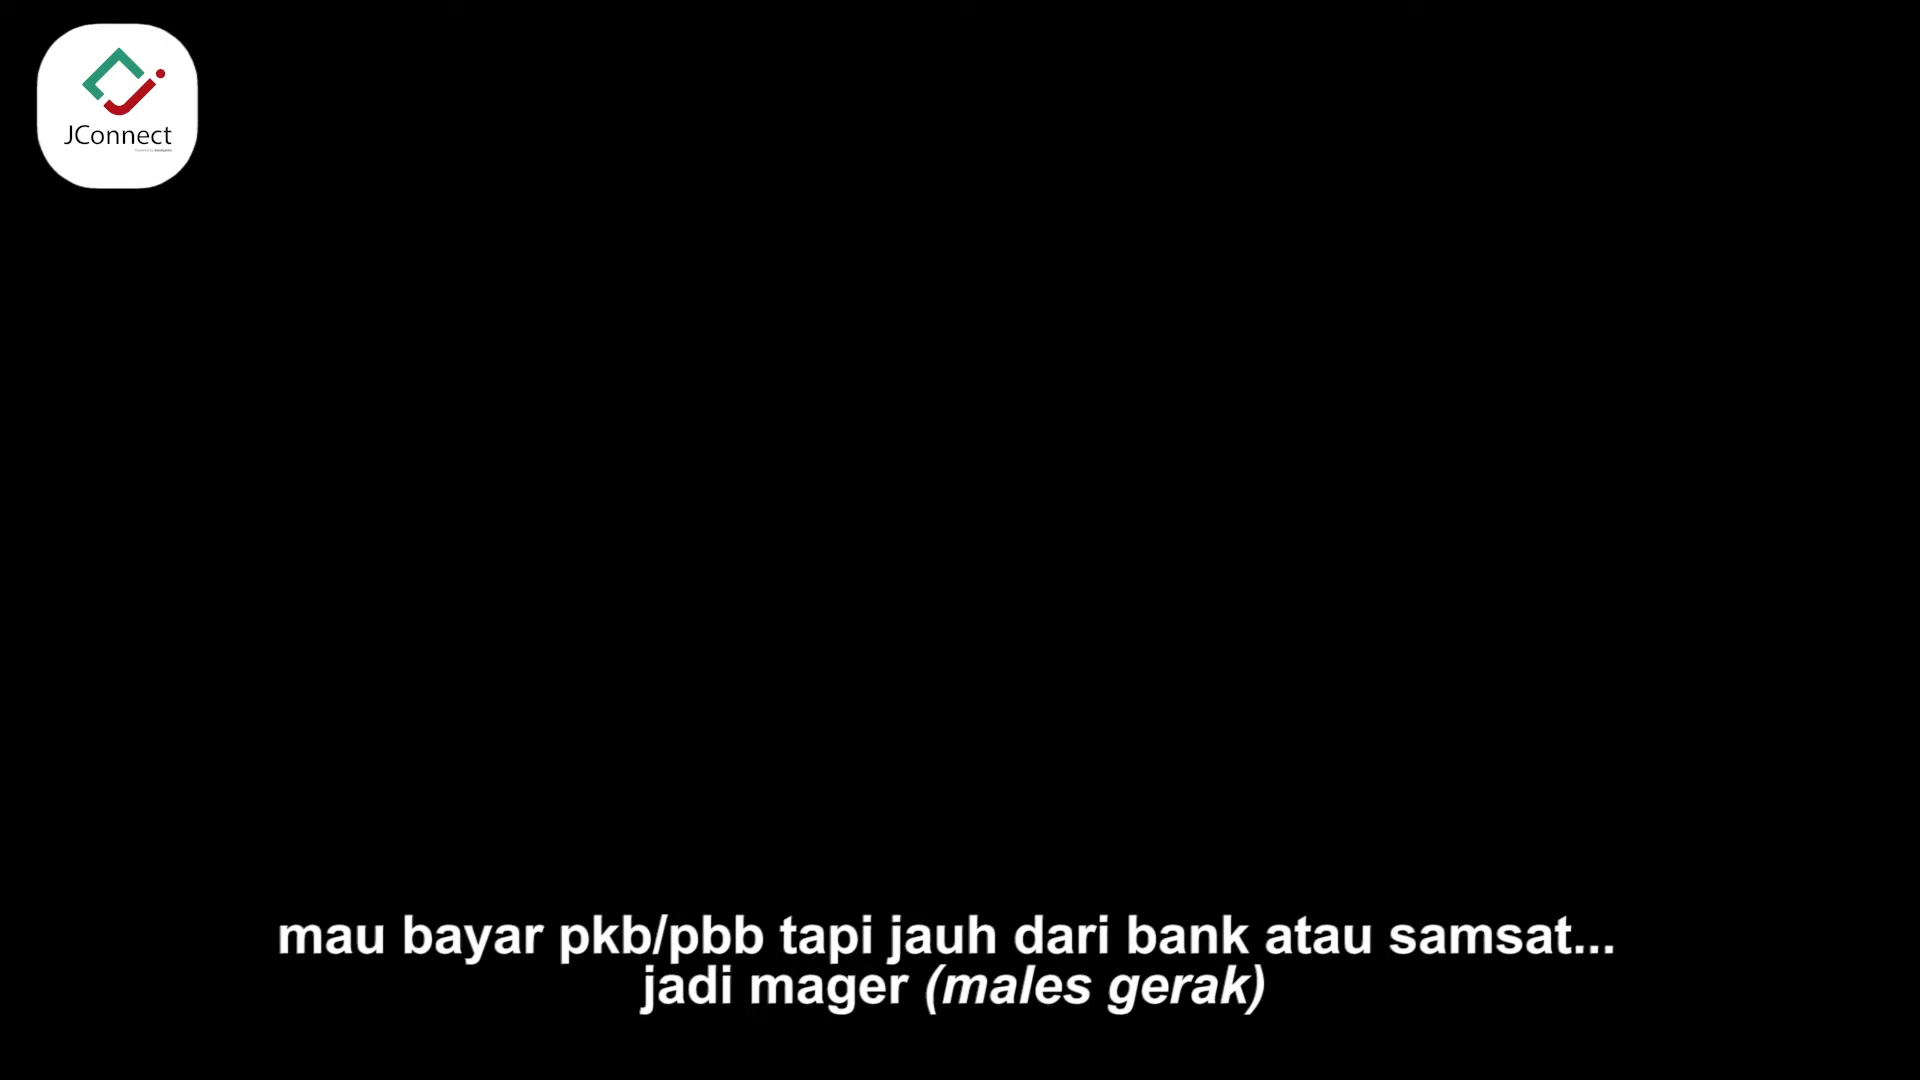 JConnect
mau bayar pkb/pbb tapi jauh dari bank atau samsat...
jadi mager (males gerak)